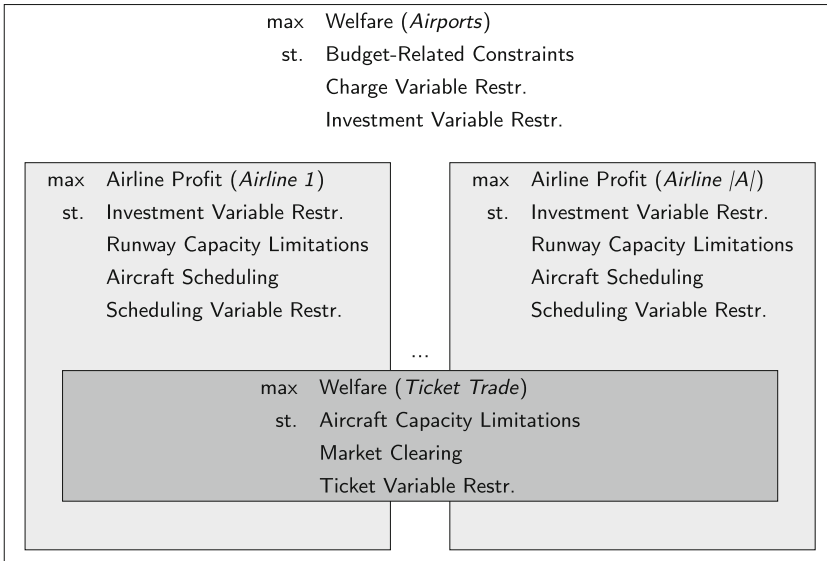 max Welfare (Airports)
st. Budget-Related Constraints
Charge Variable Restr.
Investment Variable Restr.
max Airline Profit (Airline 1)
st. Investment Variable Restr.
Runway Capacity Limitations
Aircraft Scheduling
Scheduling Variable Restr.
...
max Airline Profit (Airline |A|)
st. Investment Variable Restr.
Runway Capacity Limitations
Aircraft Scheduling
Scheduling Variable Restr.
max Welfare (Ticket Trade)
st. Aircraft Capacity Limitations
Market Clearing
Ticket Variable Restr.